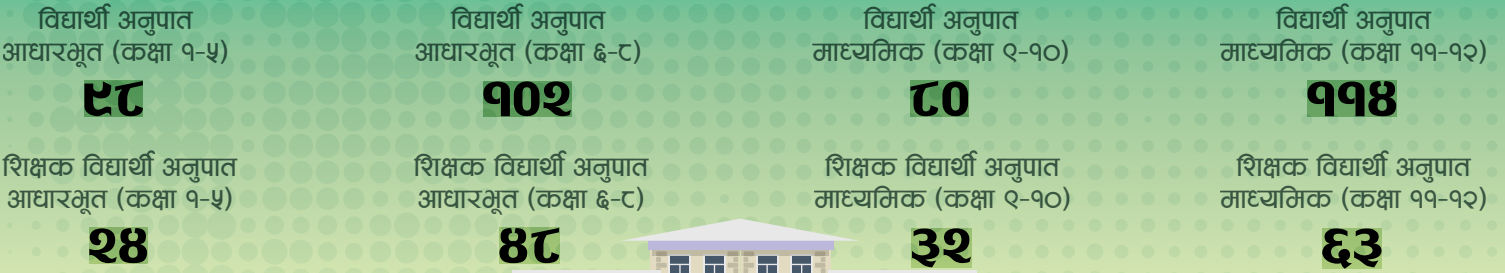 विद्यार्थी अनुपात
आधारभूत (कक्षा १-५)
९८
विद्यार्थी अनुपात
आधारभूत (कक्षा ६-८)
१०२
विद्यार्थी अनुपात
माध्यमिक (कक्षा ९-१०)
८०
विद्यार्थी अनुपात
माध्यमिक (कक्षा ११-१२)
११४
शिक्षक विद्यार्थी अनुपात
आधारभूत (कक्षा १-५)
२४
शिक्षक विद्यार्थी अनुपात
आधारभूत (कक्षा ६-८)
४८
शिक्षक विद्यार्थी अनुपात
माध्यमिक (कक्षा ९-१०)
३२
शिक्षक विद्यार्थी अनुपात
माध्यमिक (कक्षा ११-१२)
६३